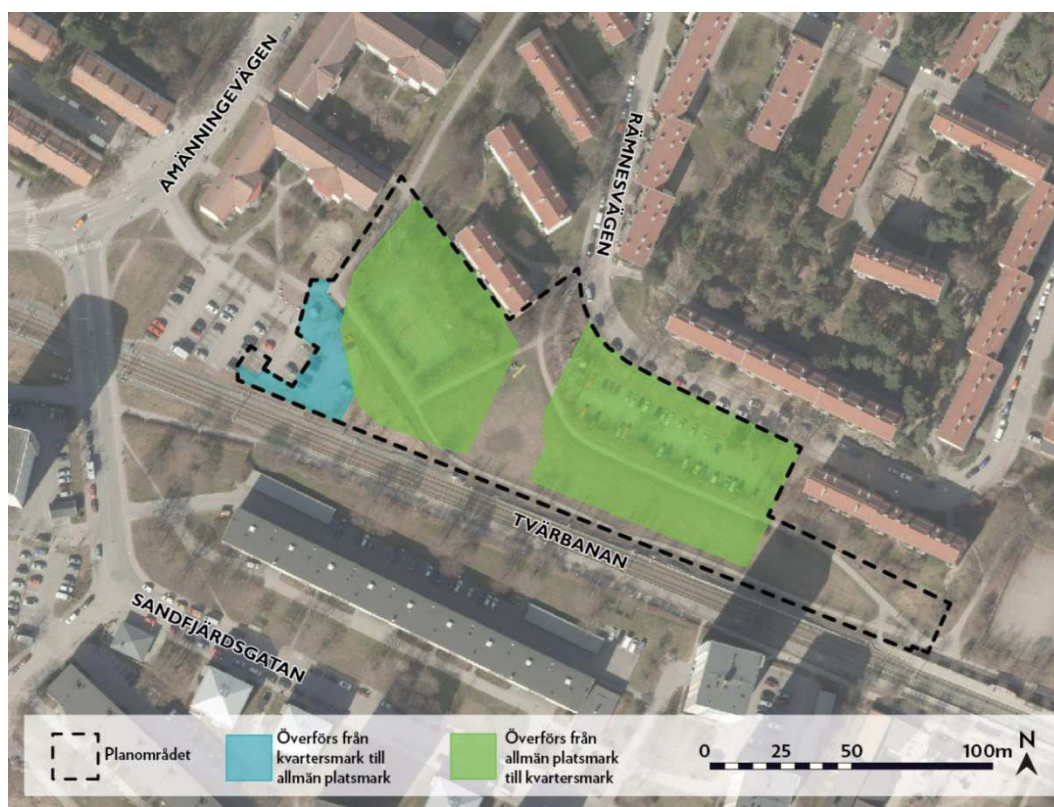 ÅMÄNNINGEVÄGEN
RÄMNESVÄGEN
TVÄRBANAN
SANDFJÄRDSGATAN
Planområdet
Överförs från
kvartersmark till
allmän platsmark
Överförs från
allmän platsmark
till kvartersmark
0 25 50 100m
N